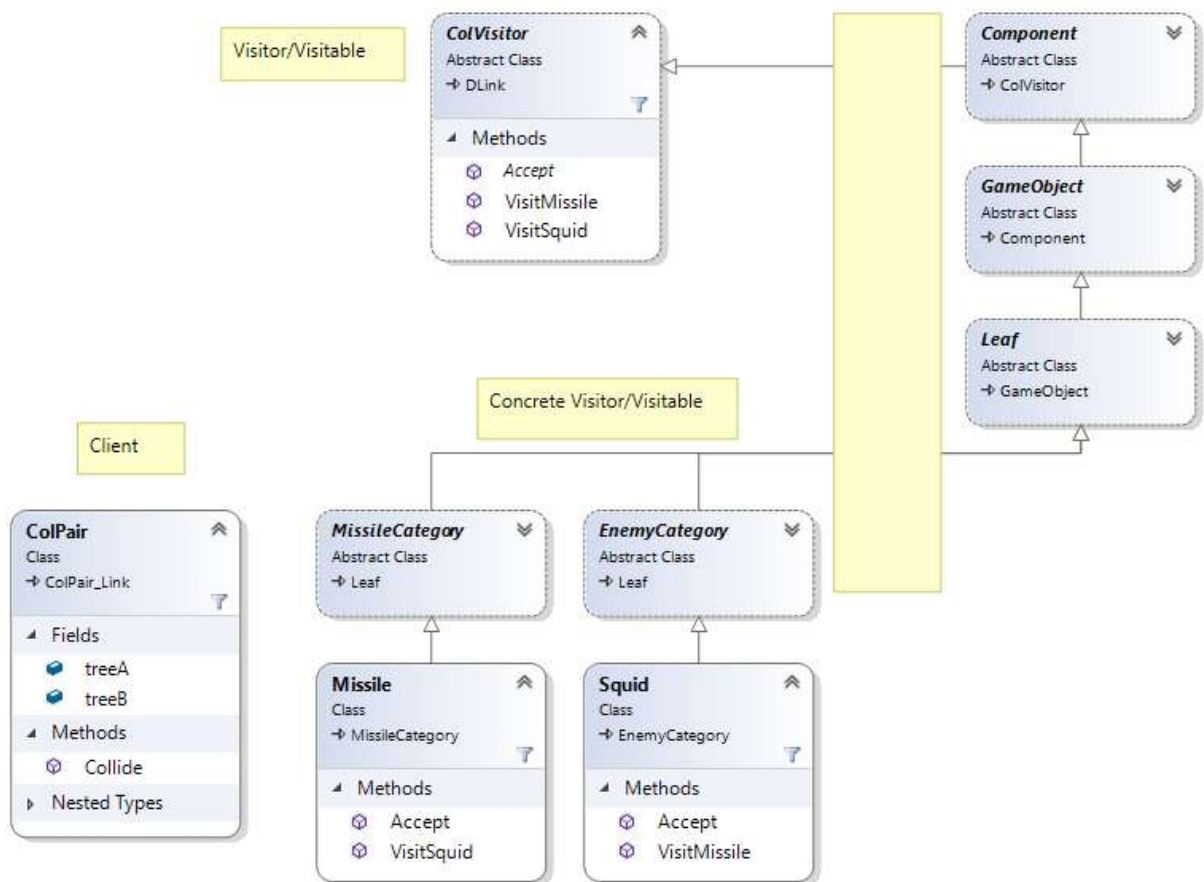 Visitor/Visitable
ColVisitor
Abstract Class
DLink
Methods
Accept
VisitMissile
VisitSquid
Component
Abstract Class
ColVisitor
GameObject
Abstract Class
Component
Leaf
Abstract Class
GameObject
Concrete Visitor/Visitable
Client
ColPair
Class
ColPair_Link
Fields
treeA
treeB
Methods
Collide
Nested Types
MissileCategory
Abstract Class
Leaf
EnemyCategory
Abstract Class
Leaf
Missile
Class
MissileCategory
Methods
Accept
VisitSquid
Squid
Class
EnemyCategory
Methods
Accept
VisitMissile